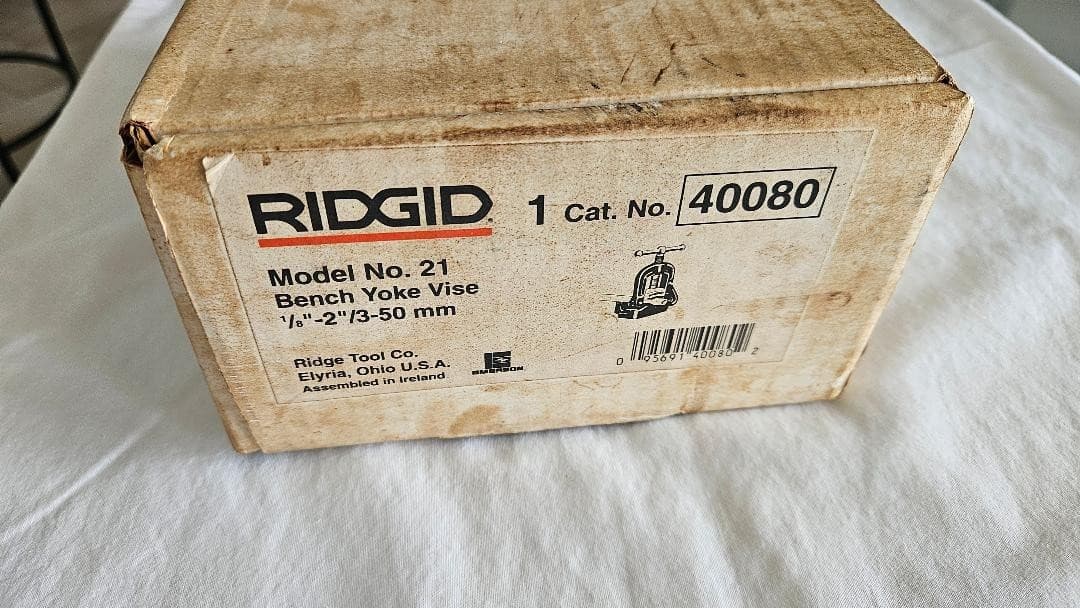 RIDGID®
1 Cat. No. 40080
Model No. 21
Bench Yoke Vise
1/8"-2"/3-50 mm
Ridge Tool Co.
Elyria, Ohio U.S.A.
Assembled in Ireland
EMERSON
0 95691 40080 2